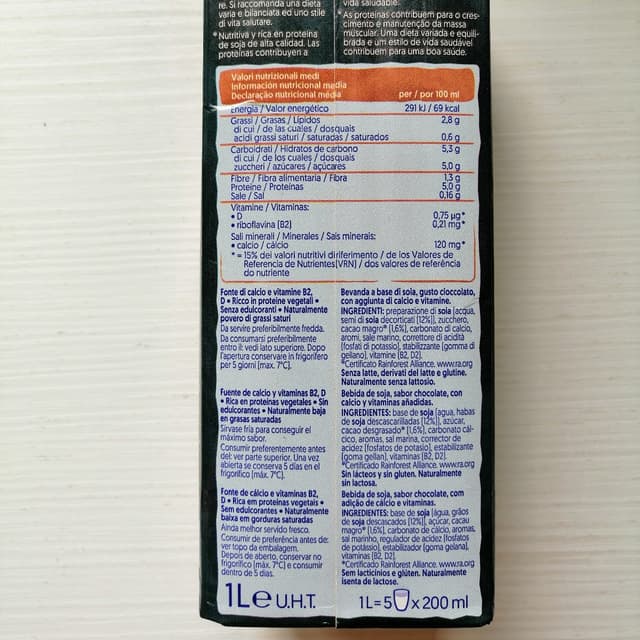 re. Si raccomanda una dieta
varia e bilanciata ed uno stile
di vita salutare.
*Nutritiva y rica en proteína
de soja de alta calidad. Las
proteínas contribuyen a
vida saludable.
*As proteínas contribuem para o cres-
cimento e manutenção da massa
muscular. Uma dieta variada e equili-
brada e um estilo de vida saudável
contribuem para uma boa saúde.
Valori nutrizionali medi
Información nutricional media
Declaração nutricional média
per / por 100 ml
Energia / Valor energético 291 kJ / 69 kcal
Grassi / Grasas / Lípidos 2,8 g
di cui / de las cuales / dos quais
acidi grassi saturi / saturadas / saturados 0,6 g
Carboidrati / Hidratos de carbono 5,3 g
di cui / de los cuales / dos quais
zuccheri / azúcares / açúcares 5,0 g
Fibre / Fibra alimentaria / Fibra 1,3 g
Proteine / Proteínas 5,0 g
Sale / Sal 0,16 g
Vitamine / Vitaminas:
• D 0,75 µg*
• riboflavina [B2] 0,21 mg*
Sali minerali / Minerales / Sais minerais:
• calcio / cálcio 120 mg*
* = 15% dei valori nutritivi di riferimento / de los Valores de
Referencia de Nutrientes [VRN] / dos valores de referência
do nutriente
Fonte di calcio e vitamine B2,
D • Ricco in proteine vegetali •
Senza edulcoranti • Naturalmente
povero di grassi saturi
Da servire preferibilmente fredda.
Da consumarsi preferibilmente
entro il: vedi lato superiore. Dopo
l'apertura conservare in frigorifero
per 5 giorni [max. 7°C].
Fuente de calcio y vitaminas B2, D
• Rica en proteínas vegetales • Sin
edulcorantes • Naturalmente baja
en grasas saturadas
Sírvase fría para conseguir el
máximo sabor.
Consumir preferentemente antes
del: ver parte superior. Una vez
abierta se conserva 5 días en el
frigorífico [máx. 7°C].
Fonte de cálcio e vitaminas B2,
D • Rica em proteínas vegetais •
Sem edulcorantes • Naturalmente
baixa em gorduras saturadas
Ainda melhor servido fresco.
Consumir de preferência antes de:
ver topo da embalagem.
Depois de aberto, conservar no
frigorífico [máx. 7°C] e consumir
dentro de 5 dias.
Bevanda a base di soia, gusto cioccolato,
con aggiunta di calcio e vitamine.
INGREDIENTI: preparazione di soia [acqua,
semi di soia decorticati [12%]], zucchero,
cacao magro* [1,6%], carbonato di calcio,
aromi, sale marino, correttore di acidità
[fosfati di potassio], stabilizzante [gomma di
gellano], vitamine [B2, D2].
*Certificato Rainforest Alliance. www.ra.org
Senza latte, derivati del latte e glutine.
Naturalmente senza lattosio.
Bebida de soja, sabor chocolate, con
calcio y vitaminas añadidas.
INGREDIENTES: base de soja [agua, habas
de soja descascarilladas [12%]], azúcar,
cacao desgrasado* [1,6%], carbonato cál-
cico, aromas, sal marina, corrector de
acidez [fosfatos de potasio], estabilizante
[goma gellan], vitaminas [B2, D2].
*Certificado Rainforest Alliance. www.ra.org
Sin lácteos y sin gluten. Naturalmente
sin lactosa.
Bebida de soja, sabor chocolate, com
adição de cálcio e vitaminas.
INGREDIENTES: base de soja [água, grãos
de soja descascados [12%]], açúcar, cacau
magro* [1,6%], carbonato de cálcio, aromas,
sal marinho, regulador de acidez [fosfatos
de potássio], estabilizador [goma gelana],
vitaminas [B2, D2].
*Certificado Rainforest Alliance. www.ra.org
Sem lacticínios e glúten. Naturalmente
isenta de lactose.
1L e U.H.T.
1L=5 x 200 ml